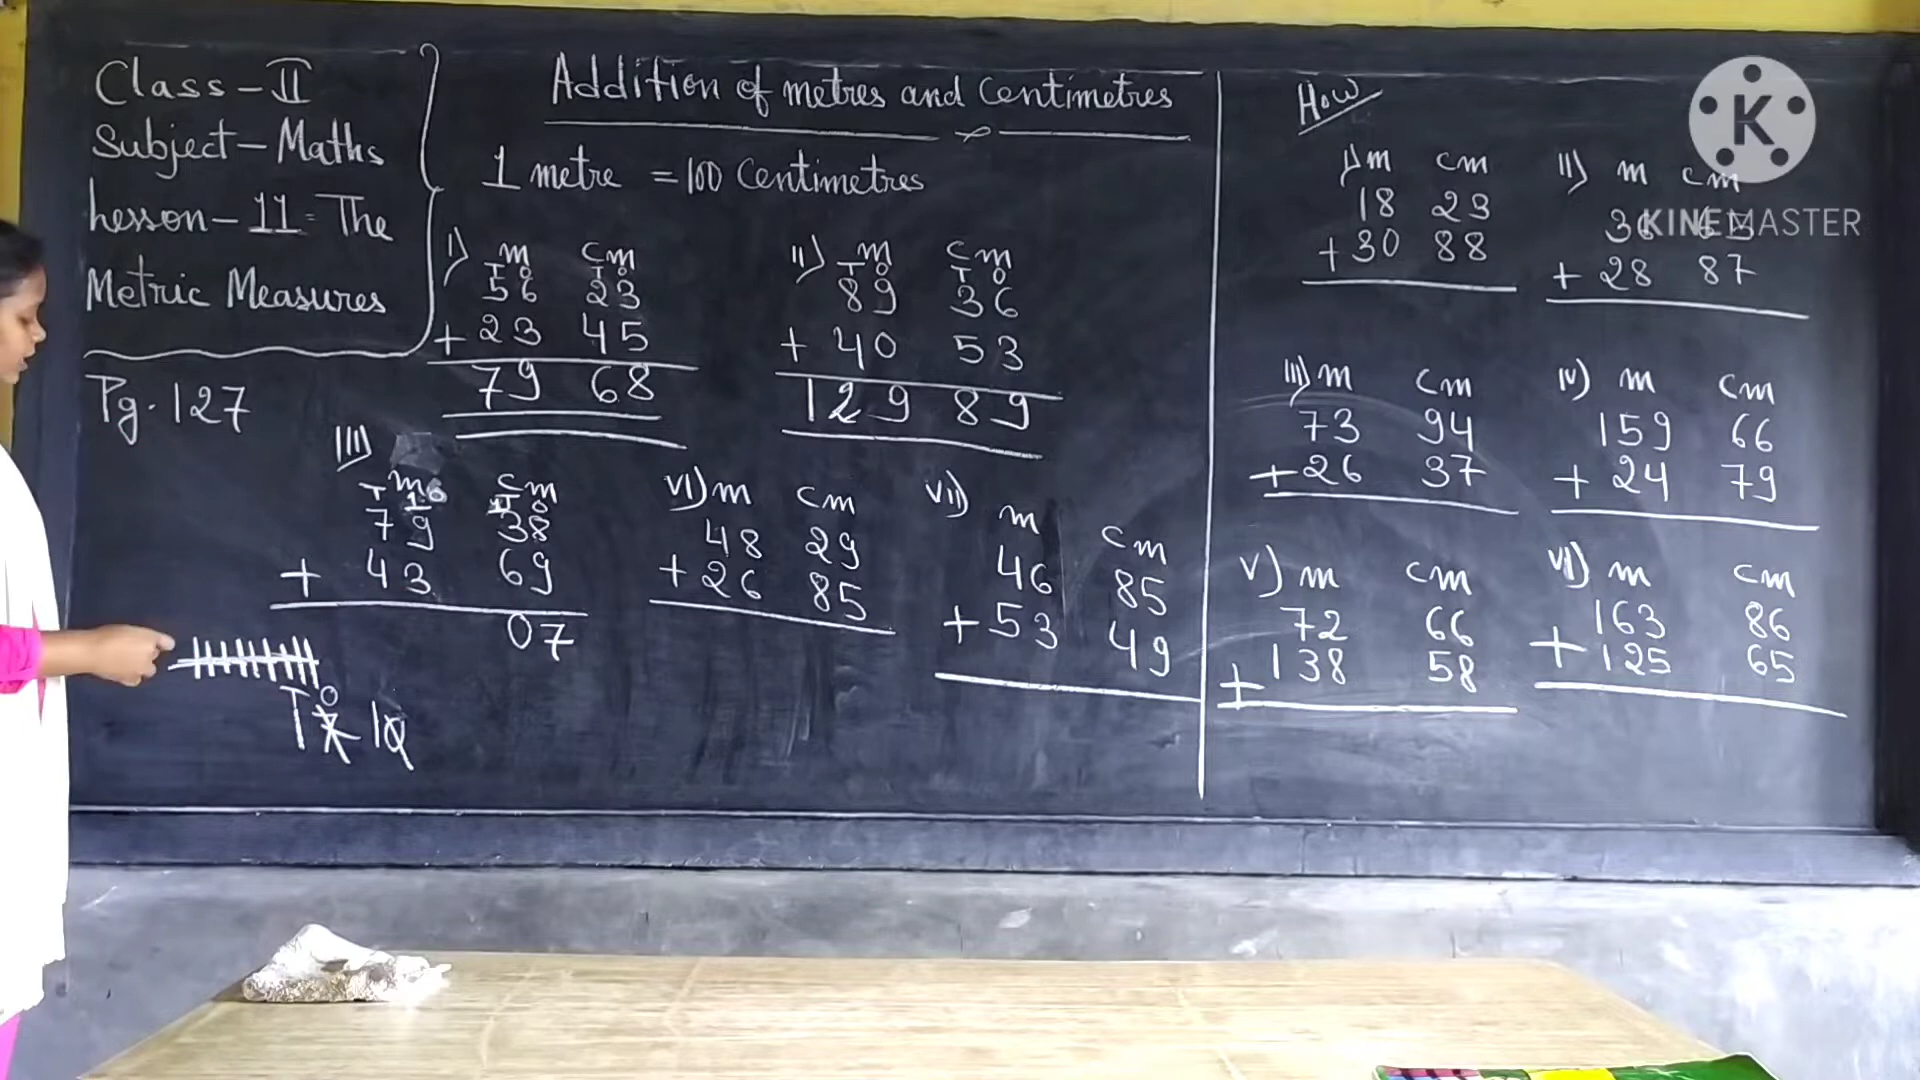 Class-II
Subject-Maths
Lesson-11=The
Metric Measures
Pg.127
Addition of metres and Centimetres
1 metre = 100 Centimetres
I) m cm
T O T O
56 23
+ 23 45
79 68
II) m cm
T O T O
89 36
+ 40 53
129 89
III)
m cm
T O T O
1 1
79 38
+ 43 69
07
T O
10
VI) m cm
48 29
+ 26 85
VII) m cm
46 85
+ 53 49
HOW
I) m cm
18 23
+ 30 88
II) m cm
+ 28 87
III) m cm
73 94
+ 26 37
IV) m cm
159 66
+ 24 79
V) m cm
72 66
+ 138 58
VI) m cm
163 86
+ 125 65
K
KINEMASTER